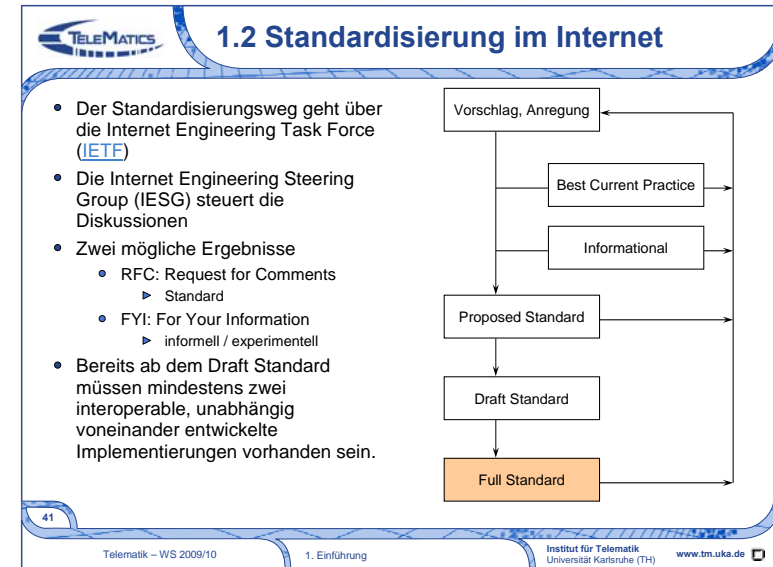 TELEMATICS
1.2 Standardisierung im Internet
Der Standardisierungsweg geht über
die Internet Engineering Task Force
(IETF)
Die Internet Engineering Steering
Group (IESG) steuert die
Diskussionen
Zwei mögliche Ergebnisse
RFC: Request for Comments
Standard
FYI: For Your Information
informell / experimentell
Bereits ab dem Draft Standard
müssen mindestens zwei
interoperable, unabhängig
voneinander entwickelte
Implementierungen vorhanden sein.
Vorschlag, Anregung
Best Current Practice
Informational
Proposed Standard
Draft Standard
Full Standard
41
Telematik – WS 2009/10
1. Einführung
Institut für Telematik
Universität Karlsruhe (TH)
www.tm.uka.de